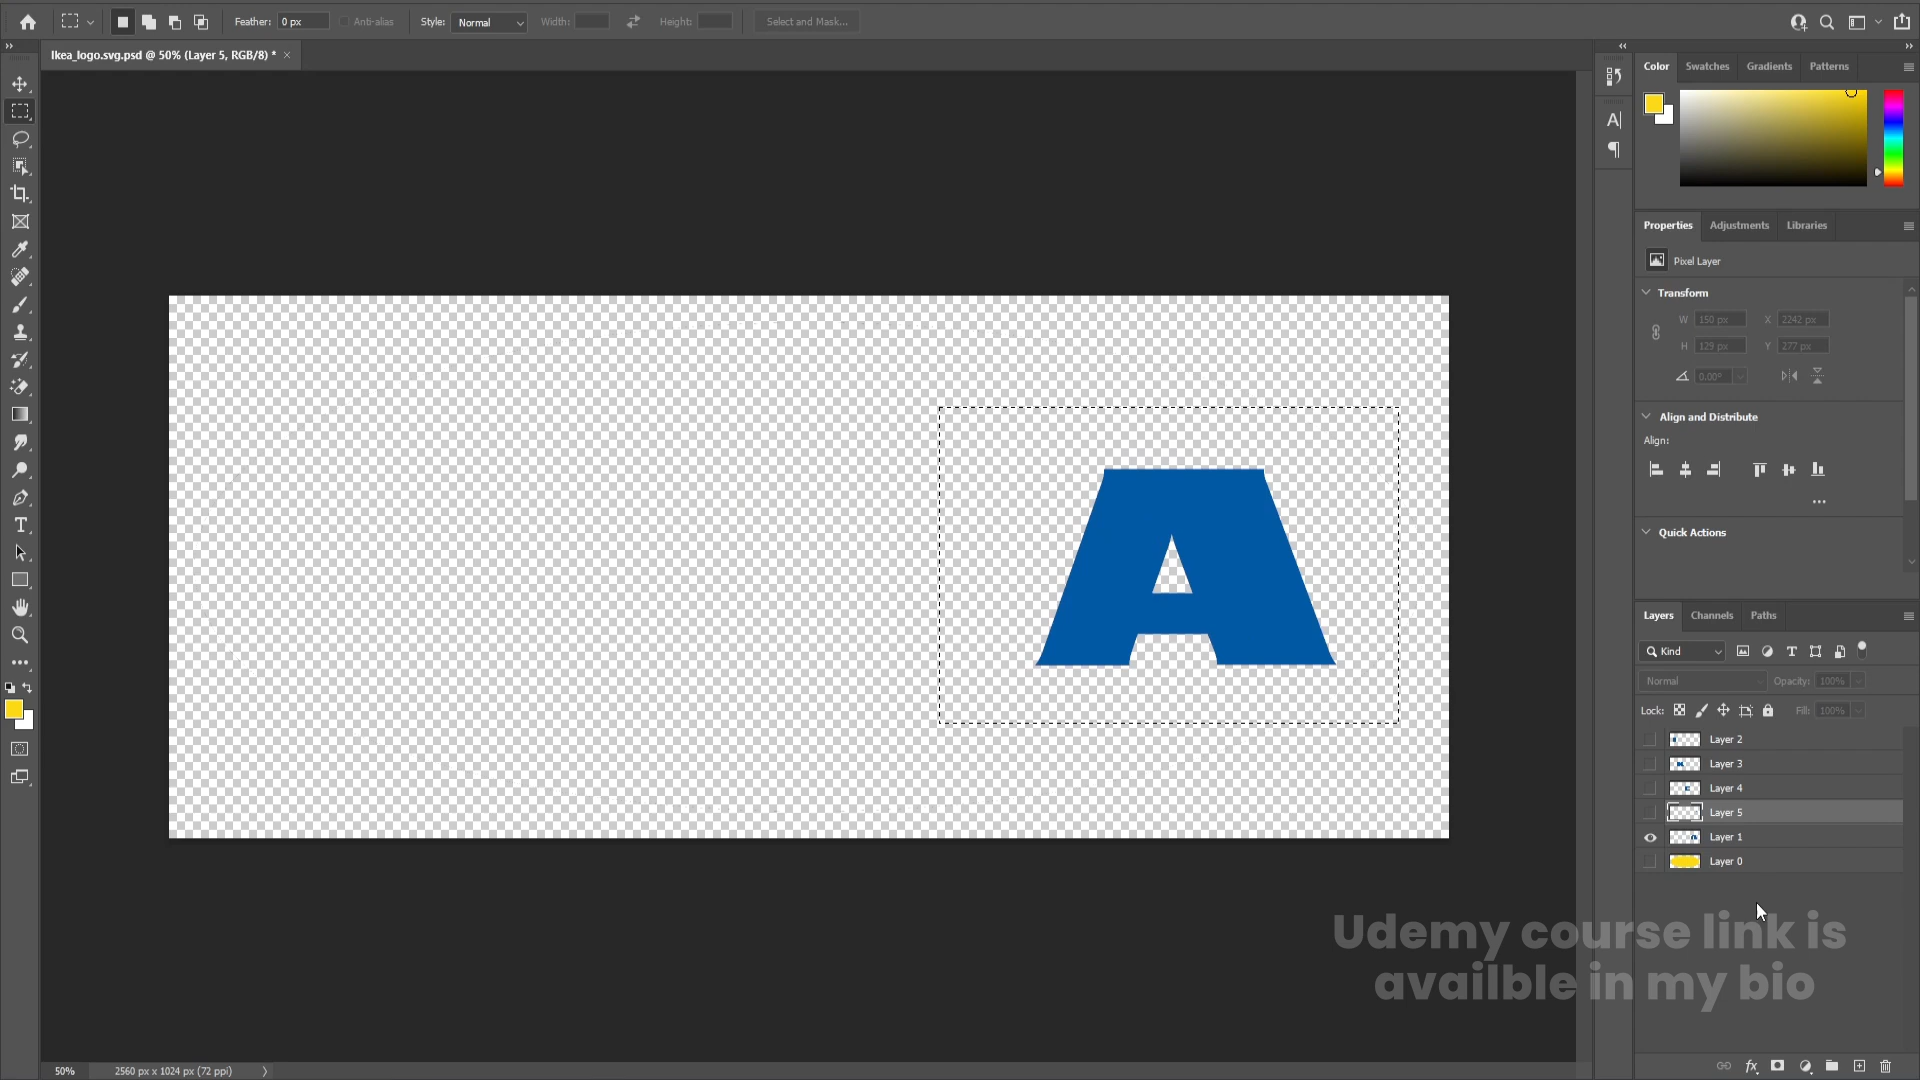 Feather: 0 px Anti-alias Style: Normal Width: Height: Select and Mask...
Ikea_logo.svg.psd @ 50% (Layer 5, RGB/8) * ×
Color Swatches Gradients Patterns
Properties Adjustments Libraries
Pixel Layer
Transform
W 150 px X 2242 px
H 129 px Y 277 px
0.00°
Align and Distribute
Align:
Quick Actions
A
Layers Channels Paths
Kind
Normal Opacity: 100%
Lock: Fill: 100%
Layer 2
Layer 3
Layer 4
Layer 5
Layer 1
Layer 0
Udemy course link is
availble in my bio
50% 2560 px x 1024 px (72 ppi)